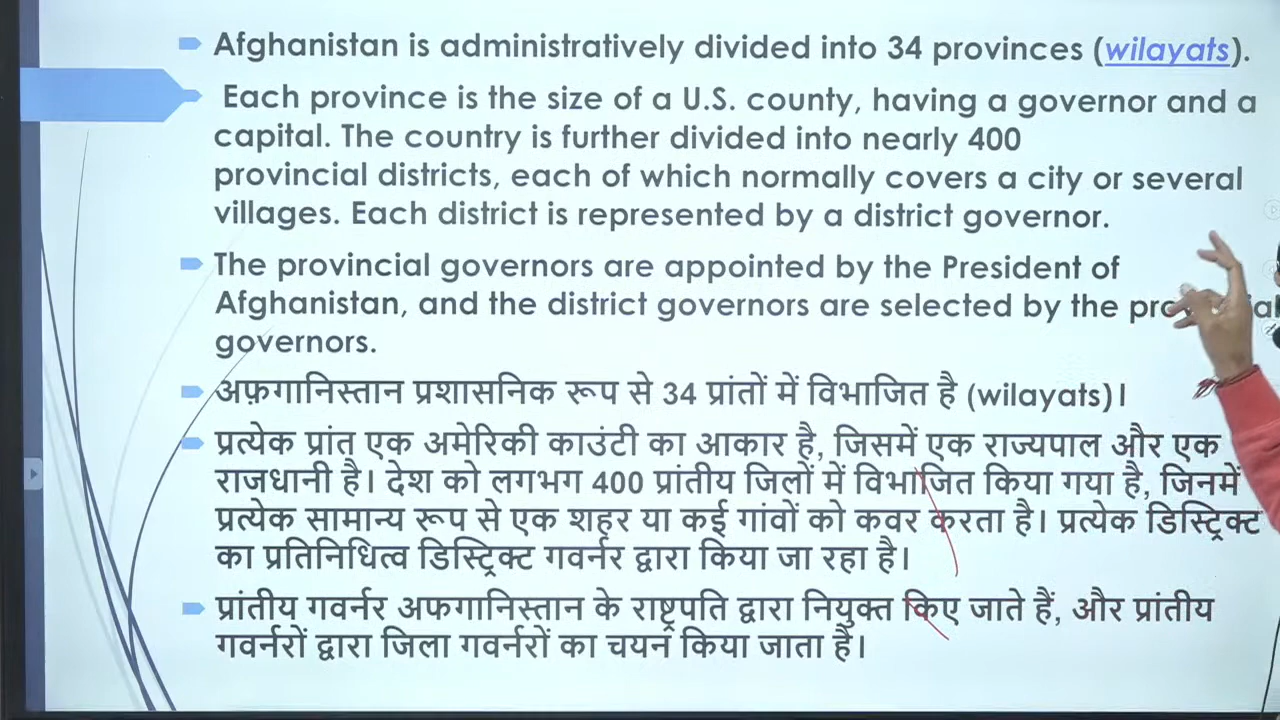 Afghanistan is administratively divided into 34 provinces (wilayats).
Each province is the size of a U.S. county, having a governor and a
capital. The country is further divided into nearly 400
provincial districts, each of which normally covers a city or several
villages. Each district is represented by a district governor.
The provincial governors are appointed by the President of
Afghanistan, and the district governors are selected by the
governors.
अफ़गानिस्तान प्रशासनिक रूप से 34 प्रांतों में विभाजित है (wilayats)।
प्रत्येक प्रांत एक अमेरिकी काउंटी का आकार है, जिसमें एक राज्यपाल और एक
राजधानी है। देश को लगभग 400 प्रांतीय जिलों में विभाजित किया गया है, जिनमें
प्रत्येक सामान्य रूप से एक शहर या कई गांवों को कवर करता है। प्रत्येक डिस्ट्रिक्ट
का प्रतिनिधित्व डिस्ट्रिक्ट गवर्नर द्वारा किया जा रहा है।
प्रांतीय गवर्नर अफगानिस्तान के राष्ट्रपति द्वारा नियुक्त किए जाते हैं, और प्रांतीय
गवर्नरों द्वारा जिला गवर्नरों का चयन किया जाता है।